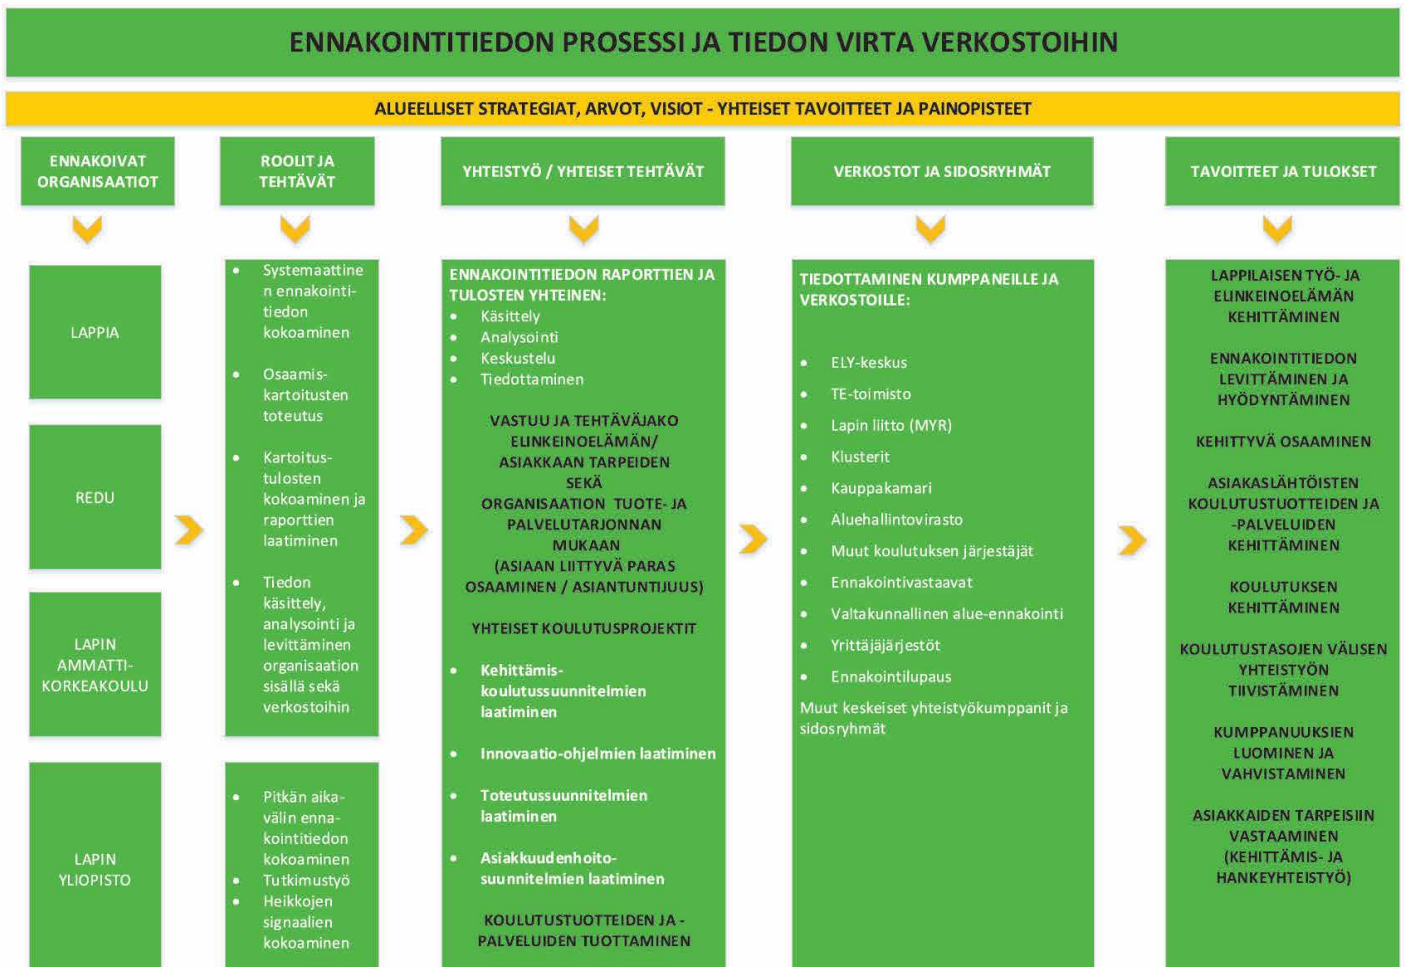 ENNAKOINTITIEDON PROSESSI JA TIEDON VIRTA VERKOSTOIHIN
ALUEELLISET STRATEGIAT, ARVOT, VISIOT - YHTEISET TAVOITTEET JA PAINOPISTEET
ENNAKOIVAT
ORGANISAATIOT
LAPPIA
REDU
LAPIN
AMMATTI-
KORKEAKOULU
LAPIN
YLIOPISTO
ROOLIT JA
TEHTÄVÄT
• Systemaattine
n ennakointi-
tiedon
kokoaminen
• Osaamis-
kartoitusten
toteutus
• Kartoitus-
tulosten
kokoaminen ja
raporttien
laatiminen
• Tiedon
käsittely,
analysointi ja
levittäminen
organisaation
sisällä sekä
verkostoihin
• Pitkän aika-
välin enna-
kointitiedon
kokoaminen
• Tutkimustyö
• Heikkojen
signaalien
kokoaminen
YHTEISTYÖ / YHTEISET TEHTÄVÄT
ENNAKOINTITIEDON RAPORTTIEN JA
TULOSTEN YHTEINEN:
• Käsittely
• Analysointi
• Keskustelu
• Tiedottaminen
VASTUU JA TEHTÄVÄJAKO
ELINKEINOELÄMÄN/
ASIAKKAAN TARPEIDEN
SEKÄ
ORGANISAATION TUOTE- JA
PALVELUTARJONNAN
MUKAAN
(ASIAAN LIITTYVÄ PARAS
OSAAMINEN / ASIANTUNTIJUUS)
YHTEISET KOULUTUSPROJEKTIT
• Kehittämis-
koulutussuunnitelmien
laatiminen
• Innovaatio-ohjelmien laatiminen
• Toteutussuunnitelmien
laatiminen
• Asiakkuudenhoito-
suunnitelmien laatiminen
KOULUTUSTUOTTEIDEN JA -
PALVELUIDEN TUOTTAMINEN
VERKOSTOT JA SIDOSRYHMÄT
TIEDOTTAMINEN KUMPPANEILLE JA
VERKOSTOILLE:
• ELY-keskus
• TE-toimisto
• Lapin liitto (MYR)
• Klusterit
• Kauppakamari
• Aluehallintovirasto
• Muut koulutuksen järjestäjät
• Ennakointivastaavat
• Valtakunnallinen alue-ennakointi
• Yrittäjäjärjestöt
• Ennakointilupaus
Muut keskeiset yhteistyökumppanit ja
sidosryhmät
TAVOITTEET JA TULOKSET
LAPPILAISEN TYÖ- JA
ELINKEINOELÄMÄN
KEHITTÄMINEN
ENNAKOINTITIEDON
LEVITTÄMINEN JA
HYÖDYNTÄMINEN
KEHITTYVÄ OSAAMINEN
ASIAKASLÄHTÖISTEN
KOULUTUSTUOTTEIDEN JA
-PALVELUIDEN
KEHITTÄMINEN
KOULUTUKSEN
KEHITTÄMINEN
KOULUTUSTASOJEN VÄLISEN
YHTEISTYÖN
TIIVISTÄMINEN
KUMPPANUUKSIEN
LUOMINEN JA
VAHVISTAMINEN
ASIAKKAIDEN TARPEISIIN
VASTAAMINEN
(KEHITTÄMIS- JA
HANKEYHTEISTYÖ)